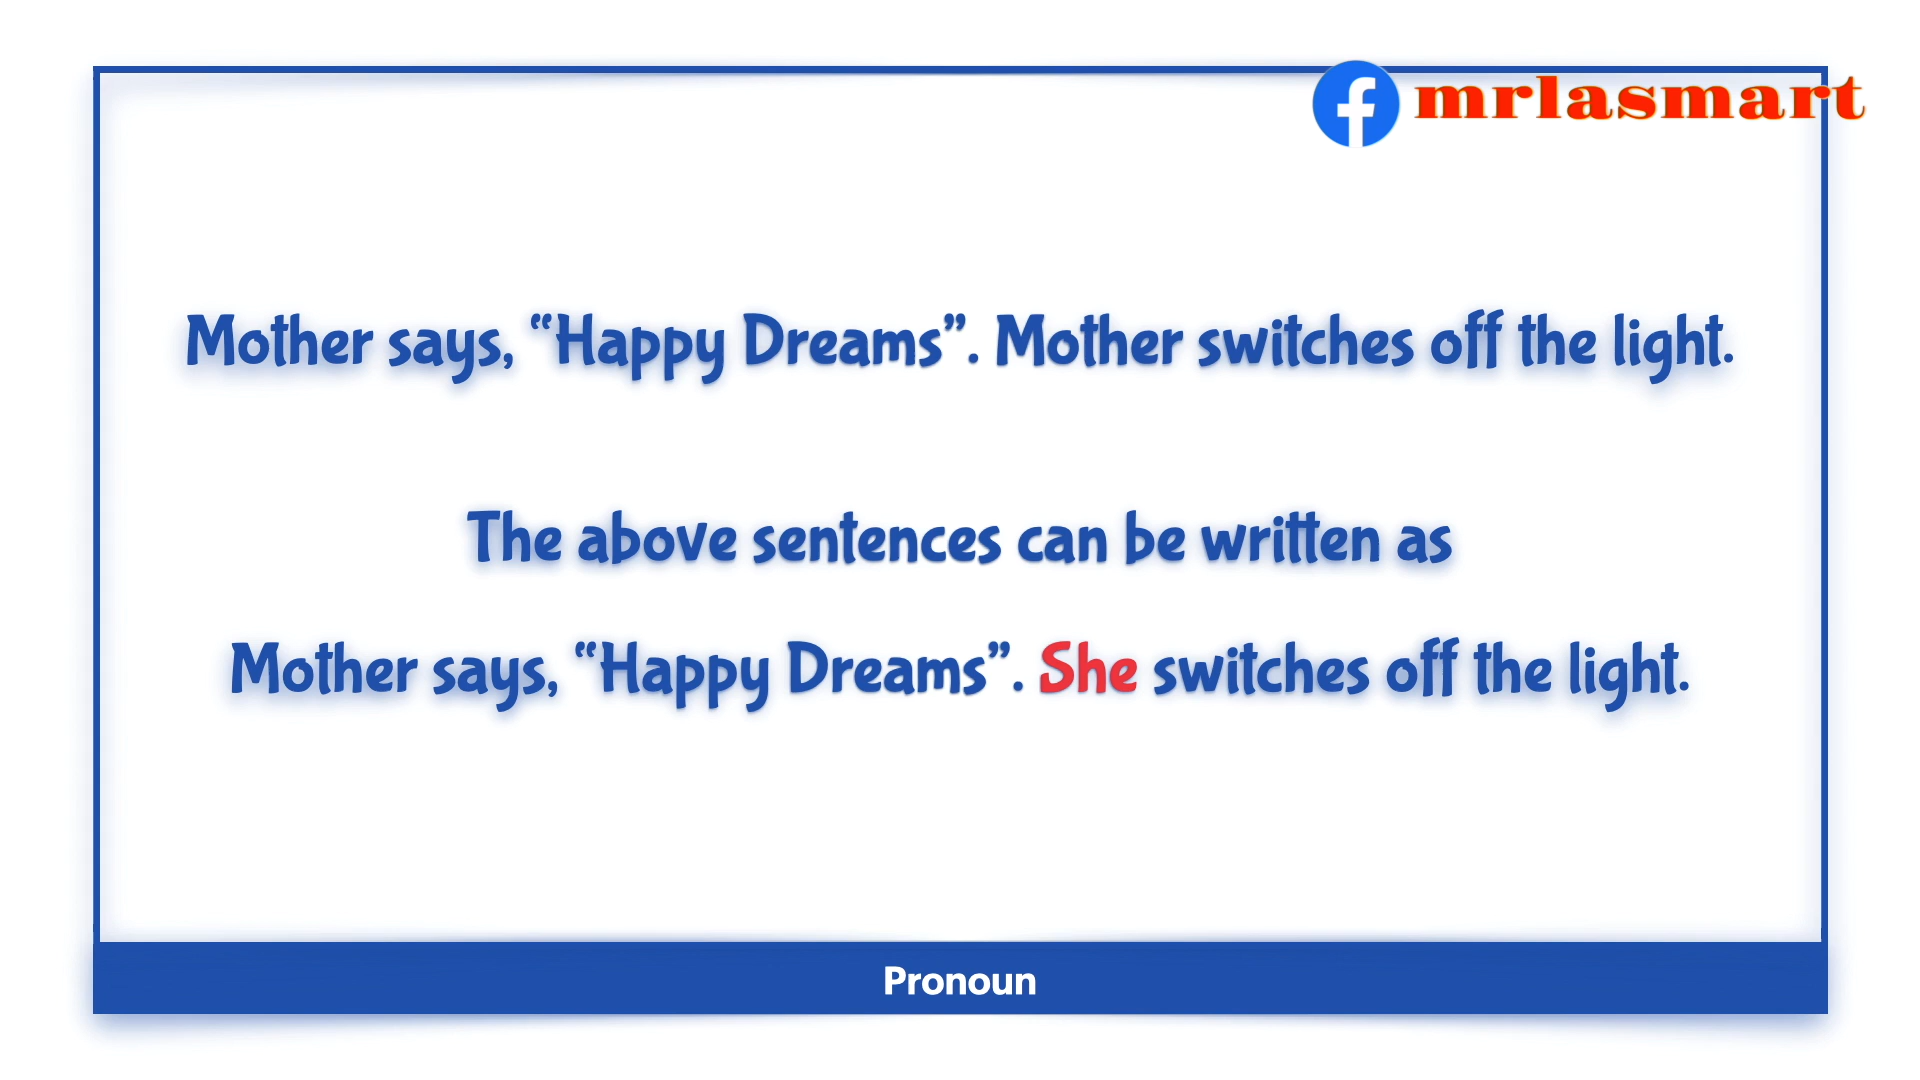 mrlasmart
Mother says, “Happy Dreams”. Mother switches off the light.
The above sentences can be written as
Mother says, “Happy Dreams”. She switches off the light.
Pronoun